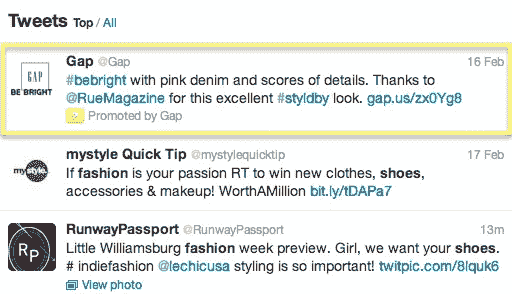 Tweets Top / All
Gap @Gap 16 Feb
GAP
BE BRIGHT
#bebright with pink denim and scores of details. Thanks to
@RueMagazine for this excellent #styldby look. gap.us/zx0Yg8
Promoted by Gap
mystyle Quick Tip @mystylequicktip 17 Feb
mystyle
If fashion is your passion RT to win new clothes, shoes,
accessories & makeup! WorthAMillion bit.ly/tDAPa7
RunwayPassport @RunwayPassport 13m
RP
Little Williamsburg fashion week preview. Girl, we want your shoes.
# indiefashion @lechicusa styling is so important! twitpic.com/8lquk6
View photo